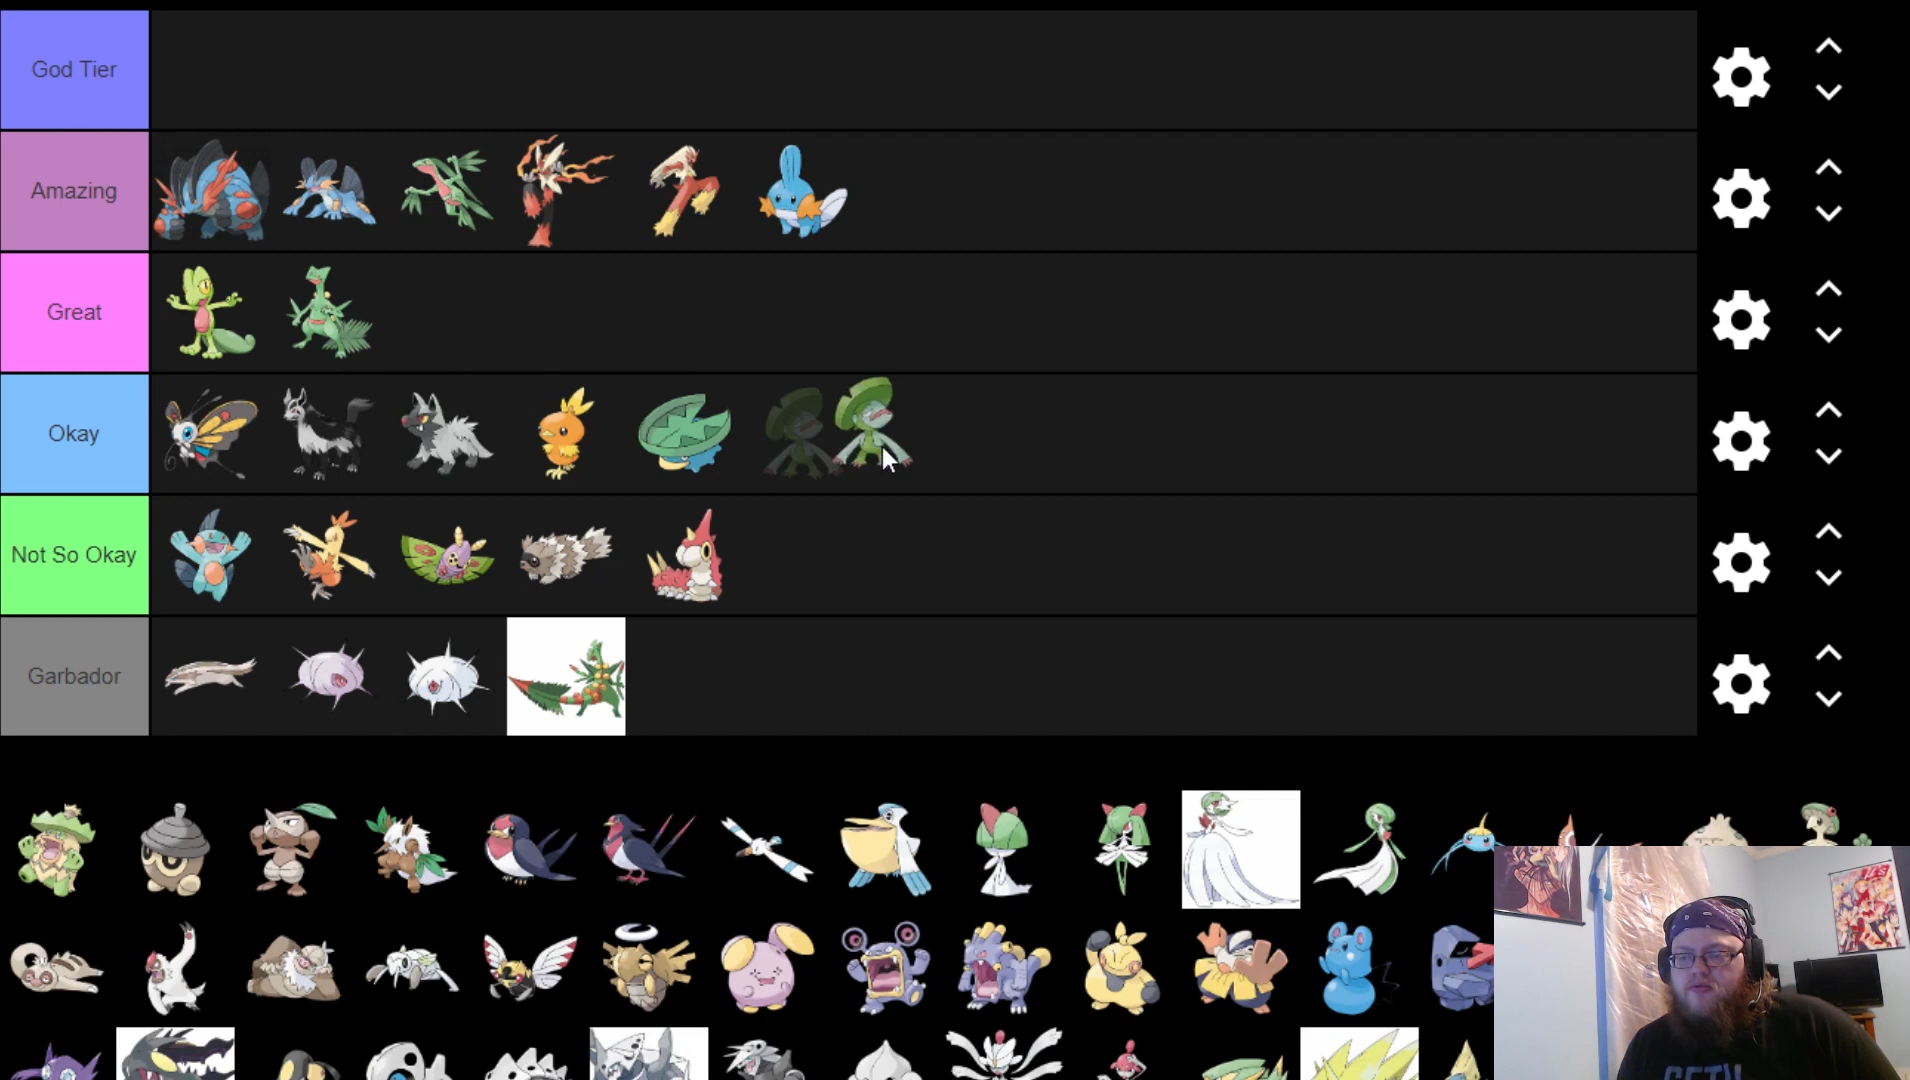 God Tier
Amazing
Great
Okay
Not So Okay
Garbador